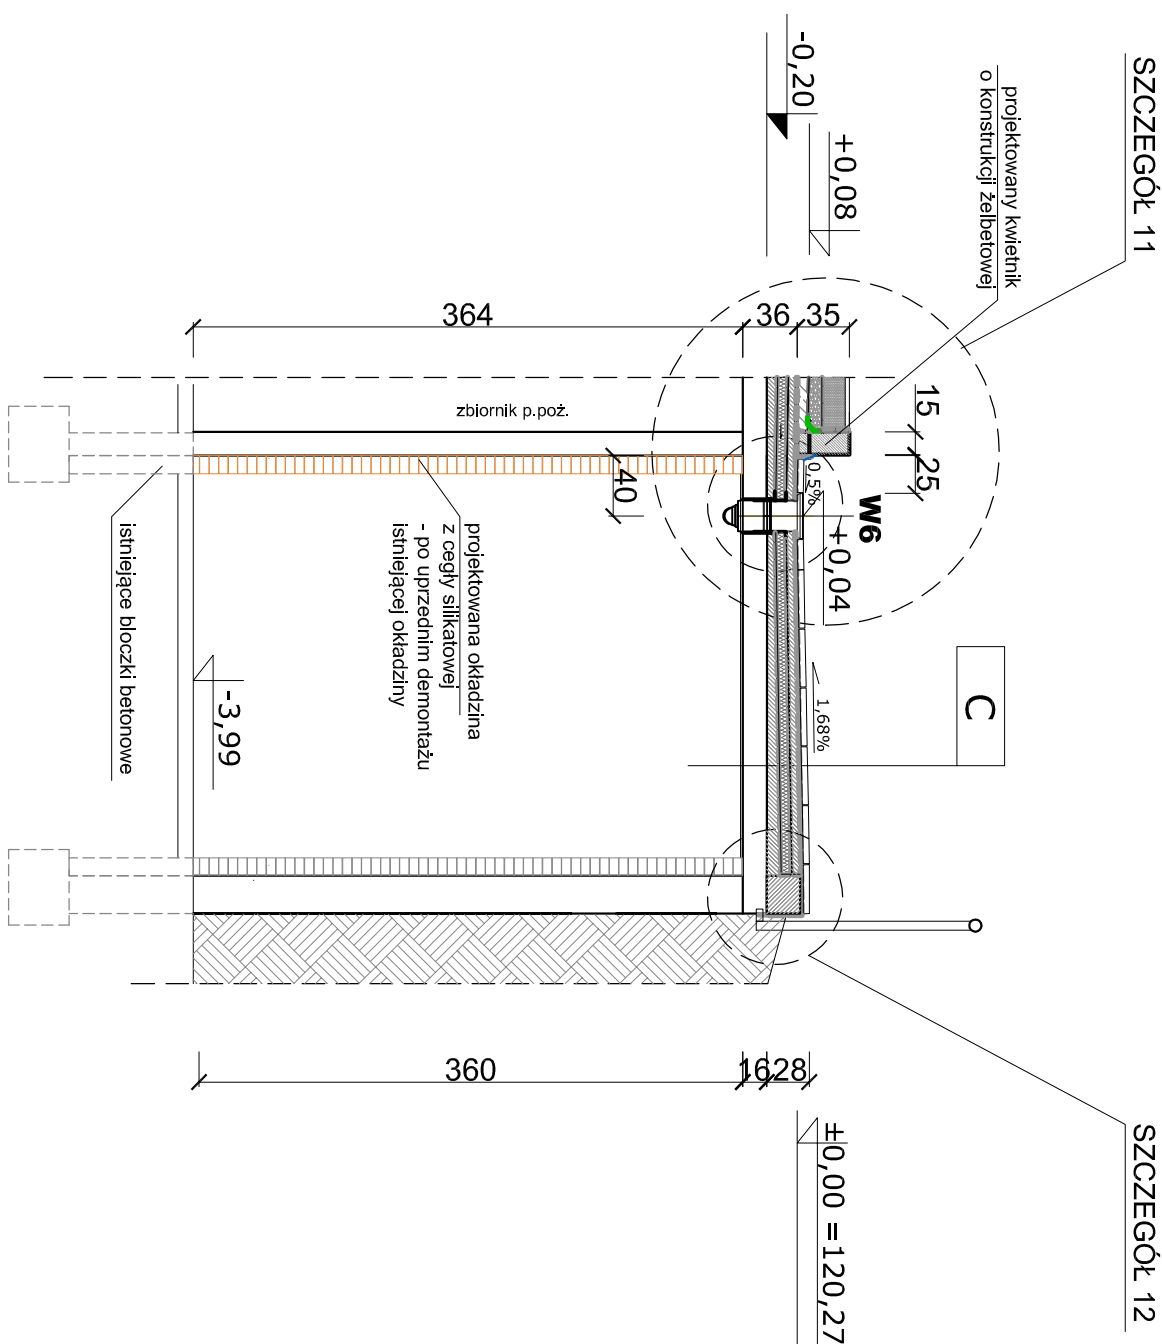 SZCZEGÓŁ 11
projektowany kwietnik
o konstrukcji żelbetowej
-0,20
+0,08
364
36
35
15
25
zbiornik p.poż.
40
0,5%
W6
+0,04
1,68%
C
projektowana okładzina
z cegły silikatowej
- po uprzednim demontażu
istniejącej okładziny
istniejące bloczki betonowe
-3,99
360
16
28
±0,00 =120,27
SZCZEGÓŁ 12